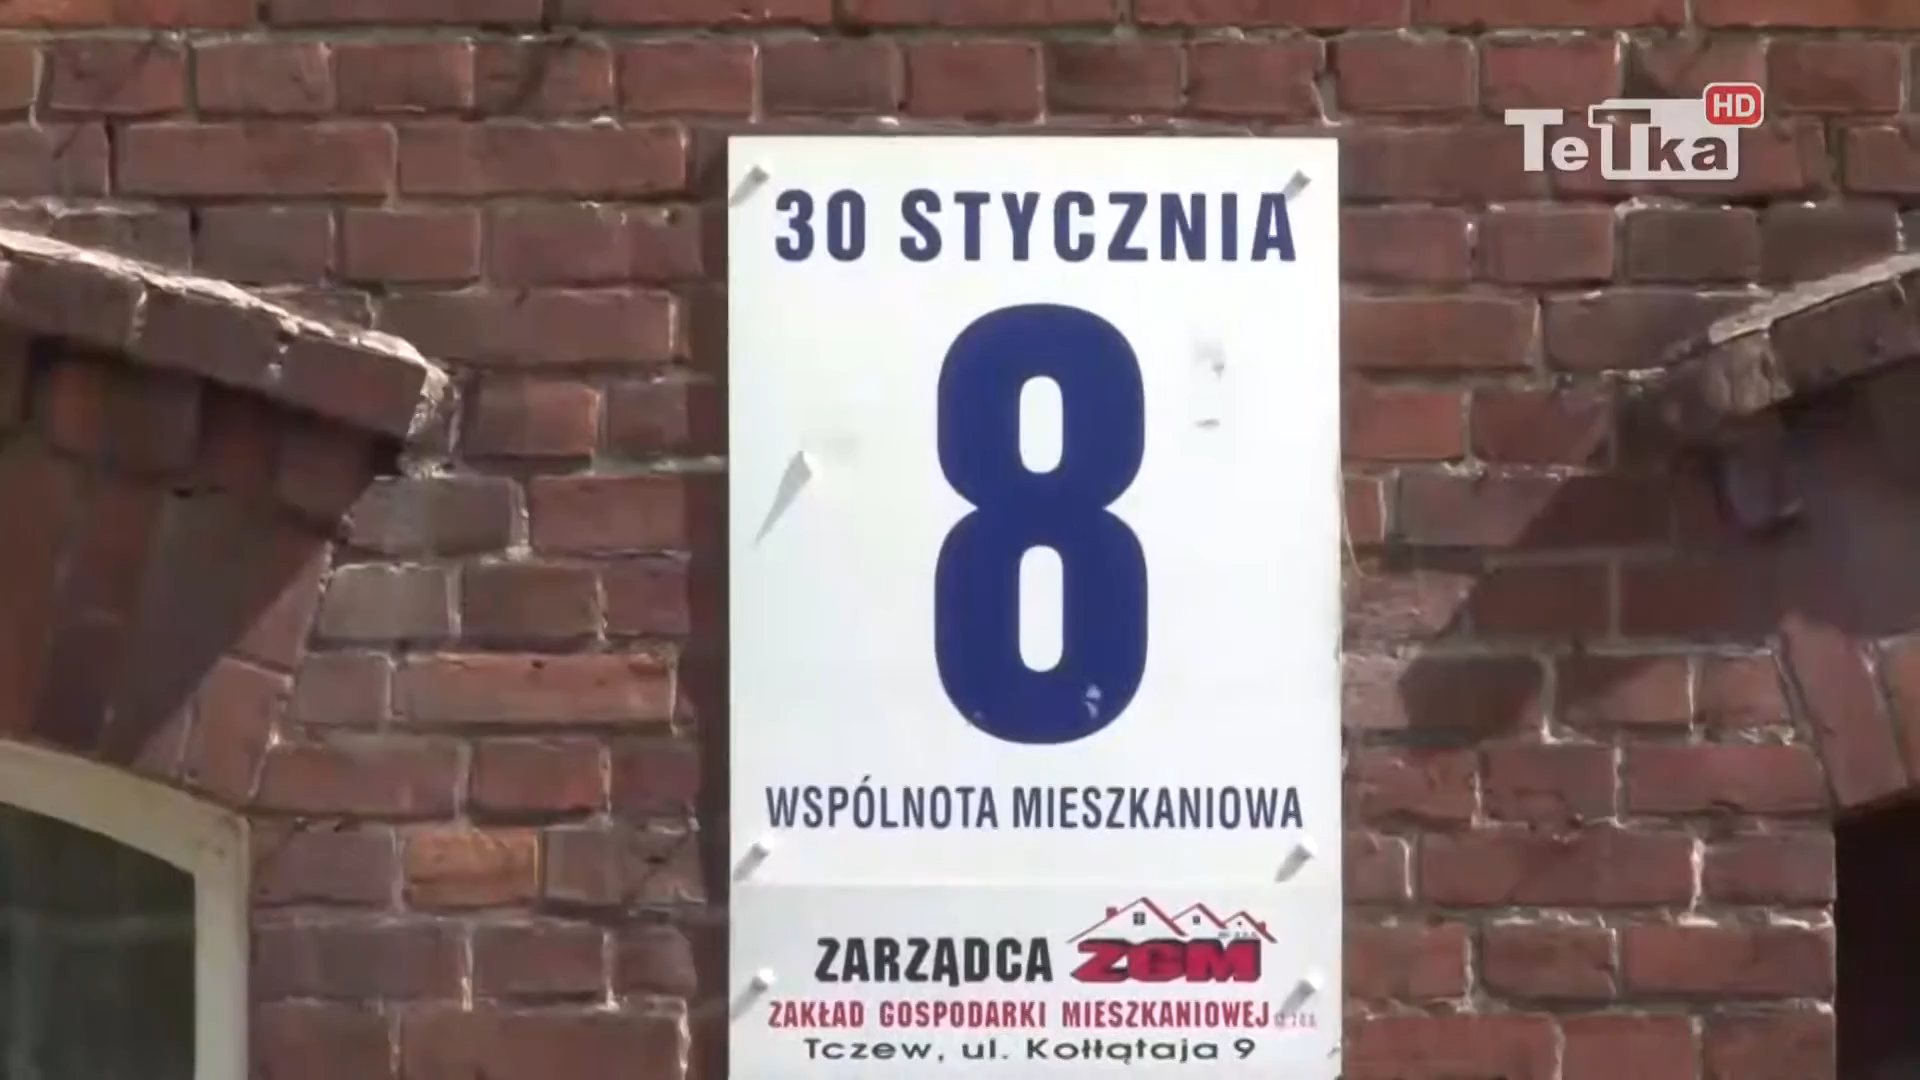 TeTka HD
30 STYCZNIA
8
WSPÓLNOTA MIESZKANIOWA
ZARZĄDCA ZGM
ZAKŁAD GOSPODARKI MIESZKANIOWEJ
Tczew, ul. Kołłątaja 9